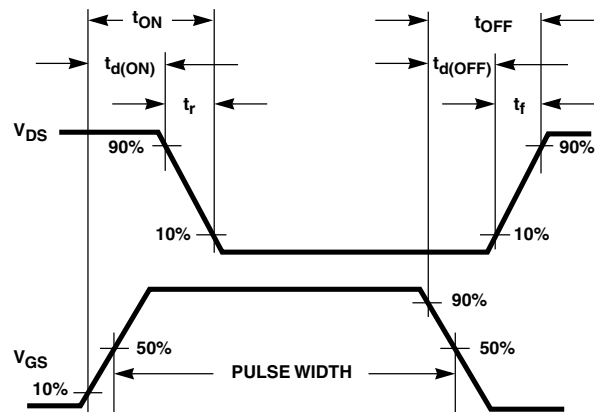 tON
tOFF
td(ON)
td(OFF)
tr
tf
VDS
90%
90%
10%
10%
90%
VGS
50%
50%
PULSE WIDTH
10%